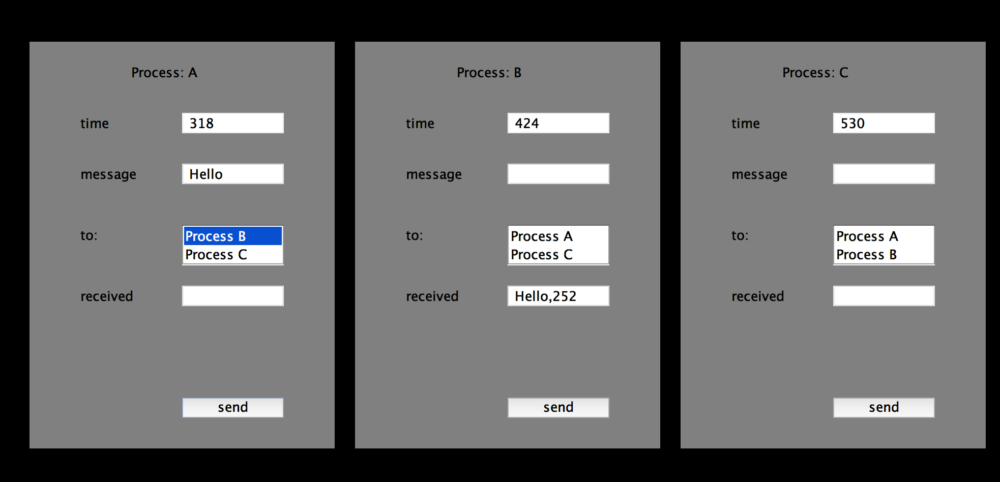 Process: A
time
318
message
Hello
to:
Process B
Process C
received
send
Process: B
time
424
message
to:
Process A
Process C
received
Hello,252
send
Process: C
time
530
message
to:
Process A
Process B
received
send